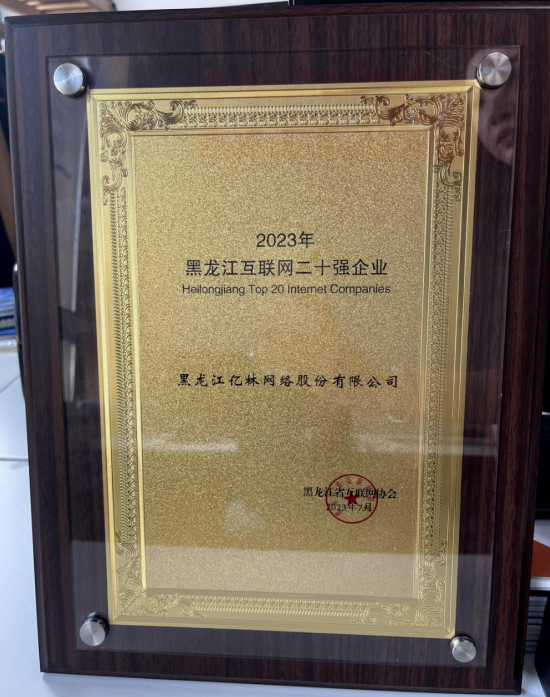 2023年
黑龙江互联网二十强企业
Heilongjiang Top 20 Internet Companies
黑龙江亿林网络股份有限公司
黑龙江省互联网协会
2023年7月